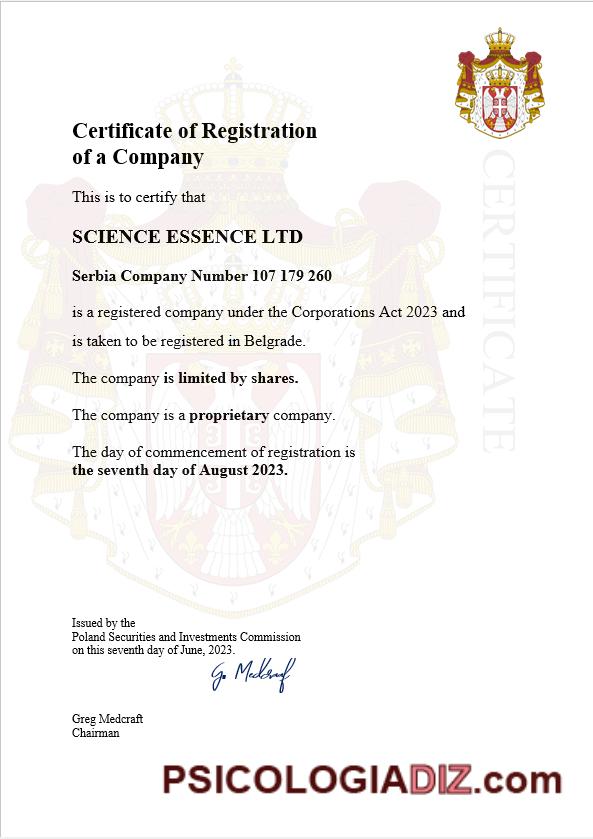 Certificate of Registration
of a Company
This is to certify that
SCIENCE ESSENCE LTD
Serbia Company Number 107 179 260
is a registered company under the Corporations Act 2023 and
is taken to be registered in Belgrade.
The company is limited by shares.
The company is a proprietary company.
The day of commencement of registration is
the seventh day of August 2023.
CERTIFICATE
Issued by the
Poland Securities and Investments Commission
on this seventh day of June, 2023.
G. Medcraf
Greg Medcraft
Chairman
PSICOLOGIADIZ.com